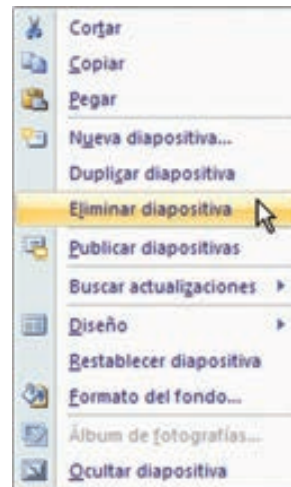 Cortar
Copiar
Pegar
Nueva diapositiva...
Duplicar diapositiva
Eliminar diapositiva
Publicar diapositivas
Buscar actualizaciones
Diseño
Restablecer diapositiva
Formato del fondo...
Álbum de fotografías...
Ocultar diapositiva